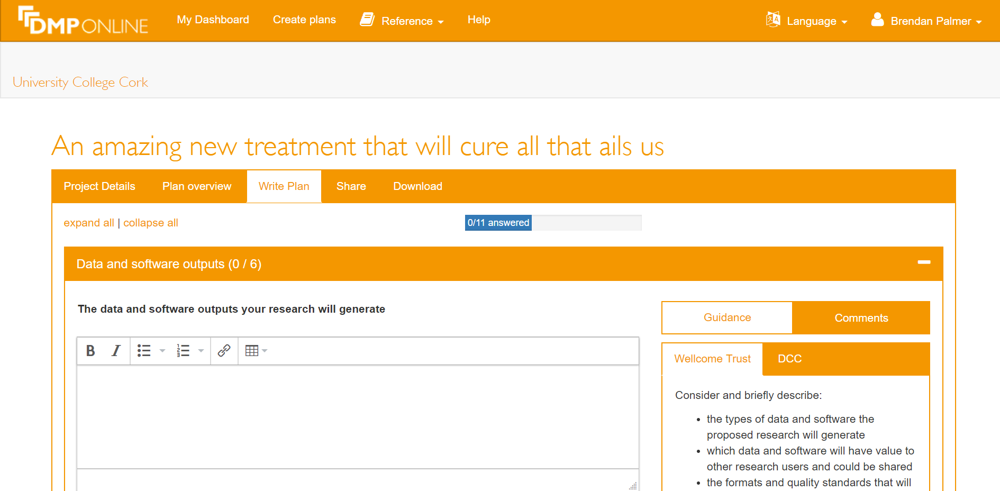 DMP ONLINE
My Dashboard
Create plans
Reference
Help
Language
Brendan Palmer
University College Cork
An amazing new treatment that will cure all that ails us
Project Details
Plan overview
Write Plan
Share
Download
expand all | collapse all
0/11 answered
Data and software outputs (0 / 6)
The data and software outputs your research will generate
B I
Guidance
Comments
Wellcome Trust
DCC
Consider and briefly describe:
• the types of data and software the
proposed research will generate
• which data and software will have value to
other research users and could be shared
• the formats and quality standards that will